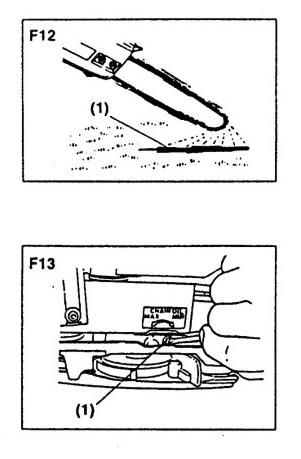 F12
(1)
F13
CHAIN OIL
MAX MIN
(1)